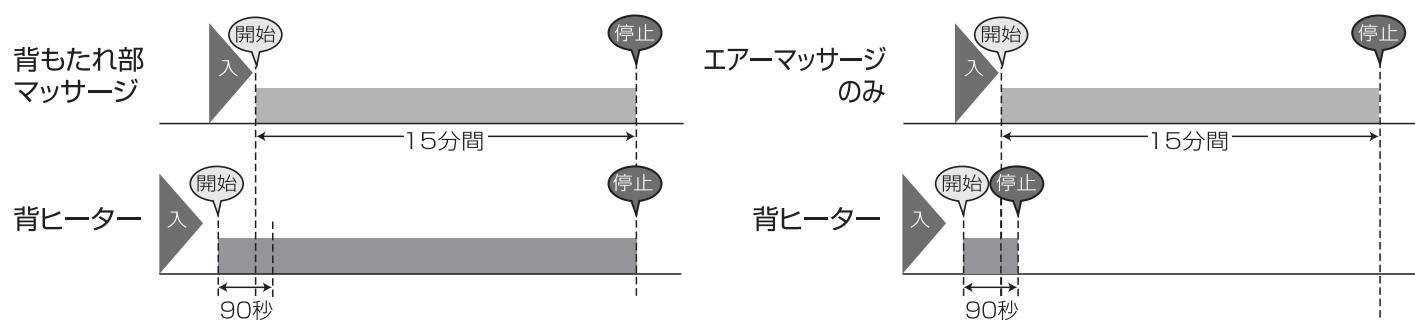 開始
停止
背もたれ部
マッサージ
入
15分間
開始
停止
背ヒーター
入
90秒
開始
停止
エアーマッサージ
のみ
入
15分間
開始
停止
背ヒーター
入
90秒